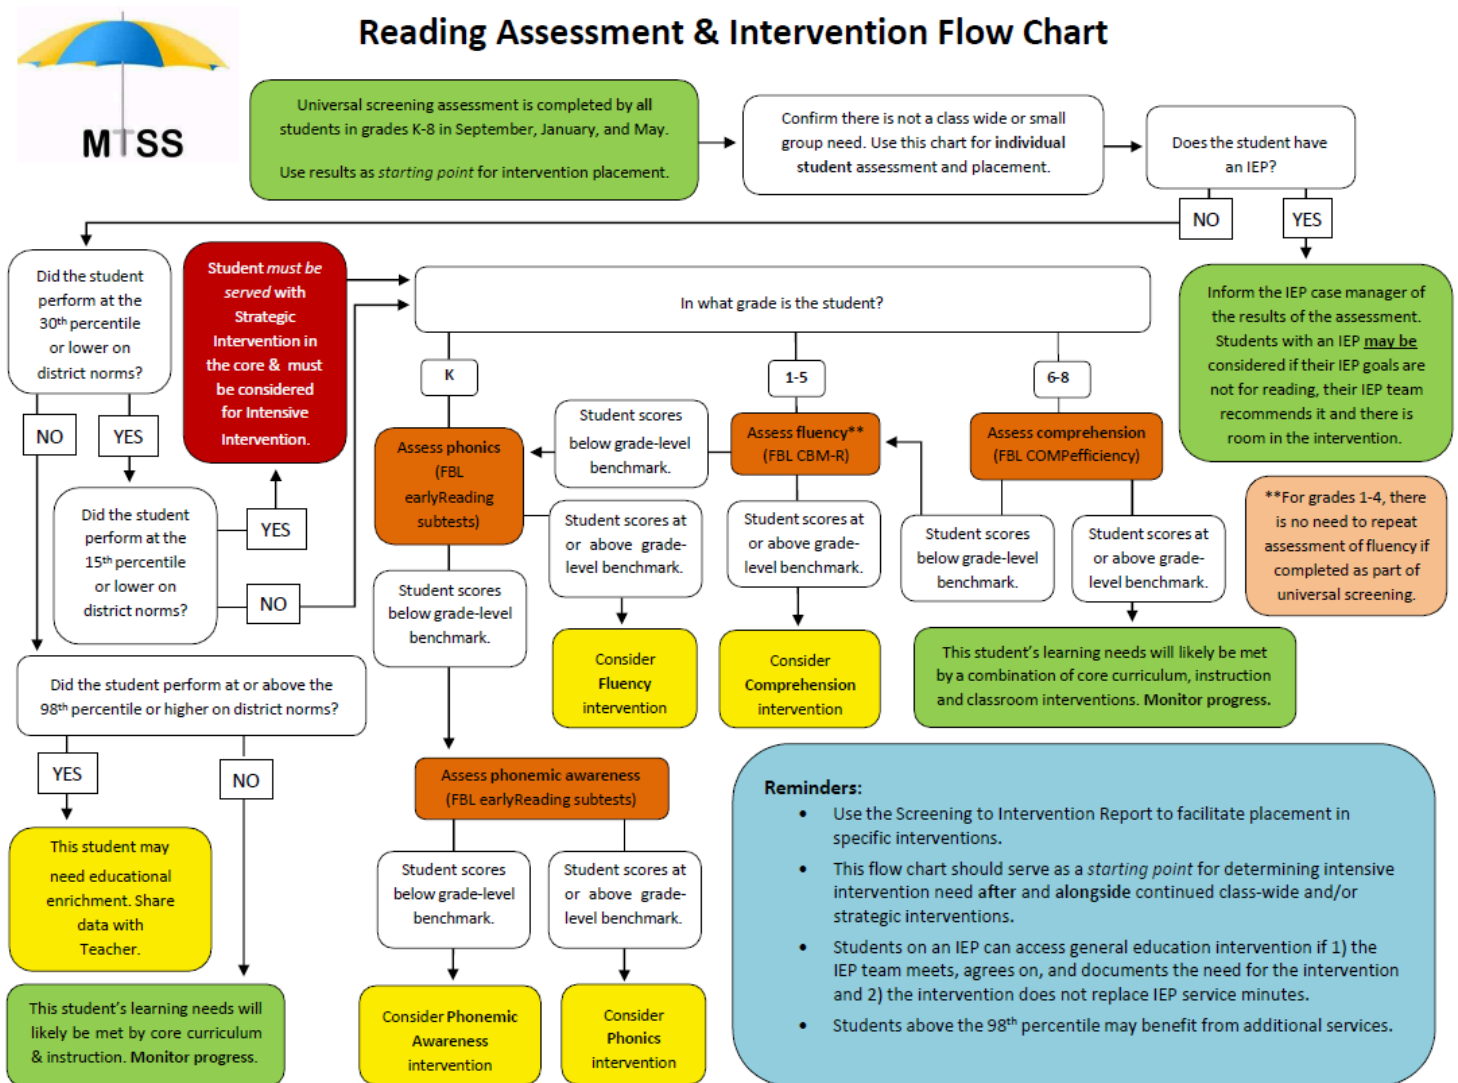 Reading Assessment & Intervention Flow Chart
MTSS
Universal screening assessment is completed by all
students in grades K-8 in September, January, and May.
Use results as starting point for intervention placement.
Confirm there is not a class wide or small
group need. Use this chart for individual
student assessment and placement.
Does the student have
an IEP?
NO
YES
Did the student
perform at the
30th percentile
or lower on
district norms?
NO
YES
Student must be
served with
Strategic
Intervention in
the core & must
be considered
for Intensive
Intervention.
Did the student
perform at the
15th percentile
or lower on
district norms?
YES
NO
In what grade is the student?
K
1-5
6-8
Inform the IEP case manager of
the results of the assessment.
Students with an IEP may be
considered if their IEP goals are
not for reading, their IEP team
recommends it and there is
room in the intervention.
Assess phonics
(FBL
earlyReading
subtests)
Student scores
below grade-level
benchmark.
Assess fluency**
(FBL CBM-R)
Assess comprehension
(FBL COMPefficiency)
Student scores at
or above grade-
level benchmark.
Student scores at
or above grade-
level benchmark.
Student scores
below grade-level
benchmark.
Student scores at
or above grade-
level benchmark.
**For grades 1-4, there
is no need to repeat
assessment of fluency if
completed as part of
universal screening.
Student scores
below grade-level
benchmark.
Consider
Fluency
intervention
Consider
Comprehension
intervention
This student's learning needs will likely be met
by a combination of core curriculum, instruction
and classroom interventions. Monitor progress.
Did the student perform at or above the
98th percentile or higher on district norms?
YES
NO
This student may
need educational
enrichment. Share
data with
Teacher.
This student's learning needs will
likely be met by core curriculum
& instruction. Monitor progress.
Assess phonemic awareness
(FBL earlyReading subtests)
Student scores
below grade-level
benchmark.
Student scores at
or above grade-
level benchmark.
Consider Phonemic
Awareness
intervention
Consider
Phonics
intervention
Reminders:
• Use the Screening to Intervention Report to facilitate placement in
specific interventions.
• This flow chart should serve as a starting point for determining intensive
intervention need after and alongside continued class-wide and/or
strategic interventions.
• Students on an IEP can access general education intervention if 1) the
IEP team meets, agrees on, and documents the need for the intervention
and 2) the intervention does not replace IEP service minutes.
• Students above the 98th percentile may benefit from additional services.